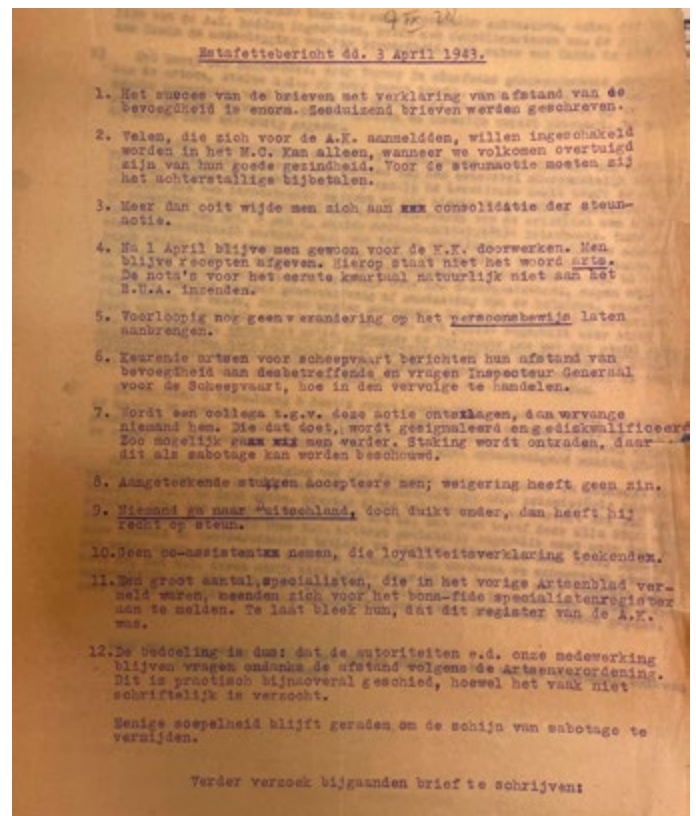 Estafettebericht dd. 3 April 1943.
1. Het succes van de brieven met verklaring van afstand van de
bevoegdheid is enorm. Zesduizend brieven werden geschreven.
2. Velen, die zich voor de A.K. aanmeldden, willen ingeschakeld
worden in het M.C. Kan alleen, wanneer we volkomen overtuigd
zijn van hun goede gezindheid. Voor de steunactie moeten zij
het achterstallige bijbetalen.
3. Meer dan ooit wijde men zich aan xxx consolidatie der steun-
actie.
4. Na 1 April blijve men gewoon voor de K.K. doorwerken. Men
blijve recepten afgeven. Hierop staat niet het woord arts.
De nota's voor het eerste kwartaal natuurlijk niet aan het
B.U.A. inzenden.
5. Voorloopig nog geen verandering op het persoonsbewijs laten
aanbrengen.
6. Keurende artsen voor scheepvaart berichten hun afstand van
bevoegdheid aan desbetreffende en vragen Inspecteur Generaal
voor de Scheepvaart, hoe in den vervolge te handelen.
7. Wordt een collega t.g.v. deze actie ontslagen, dan vervange
niemand hem. Die dat doet, wordt gesignaleerd en gediskwalificeerd
Zoo mogelijk men verder. Staking wordt ontraden, daar
dit als sabotage kan worden beschouwd.
8. Aangeteekende stukken accepteere men; weigering heeft geen zin.
9. Niemand ga naar Duitschland, doch duikt onder, dan heeft hij
recht op steun.
10. Geen co-assistentxx nemen, die loyaliteitsverklaring teekendex.
11. Een groot aantal specialisten, die in het vorige Artsenblad ver-
meld waren, meenden zich voor het bona-fide specialistenregister
aan te melden. Te laat bleek hun, dat dit register van de A.K.
was.
12. De bedoeling is dus: dat de autoriteiten e.d. onze medewerking
blijven vragen ondanks de afstand volgens de Artsenverordening.
Dit is practisch bijna overal geschied, hoewel het vaak niet
schriftelijk is verzocht.
Eenige soepelheid blijft geraden om de schijn van sabotage te
vermijden.
Verder verzoek bijgaanden brief te schrijven: